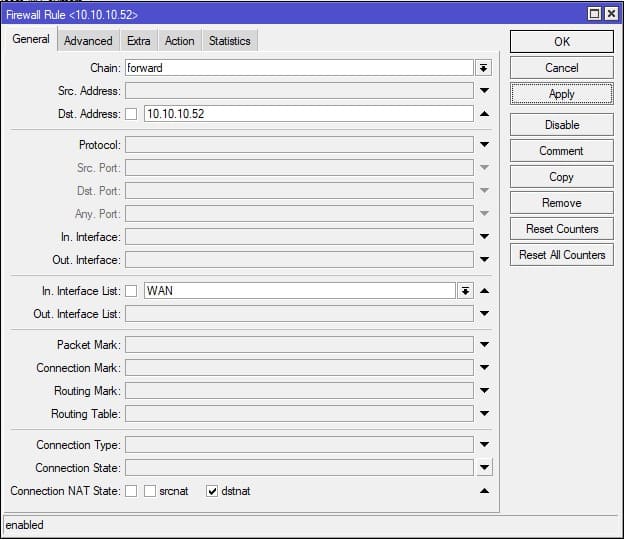 Firewall Rule <10.10.10.52>
General Advanced Extra Action Statistics
OK
Chain: forward
Cancel
Src. Address:
Apply
Dst. Address: 10.10.10.52
Disable
Protocol:
Comment
Src. Port:
Copy
Dst. Port:
Remove
Any. Port:
Reset Counters
In. Interface:
Reset All Counters
Out. Interface:
In. Interface List: WAN
Out. Interface List:
Packet Mark:
Connection Mark:
Routing Mark:
Routing Table:
Connection Type:
Connection State:
Connection NAT State: srcnat dstnat
enabled